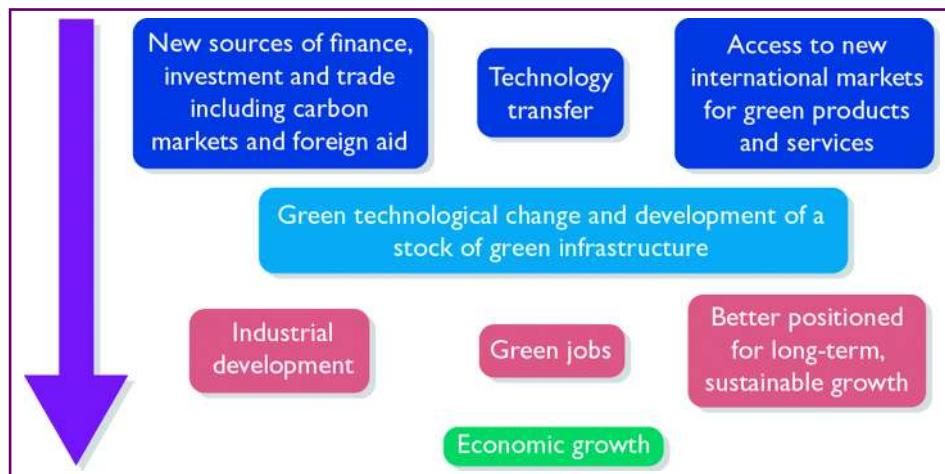 New sources of finance,
investment and trade
including carbon
markets and foreign aid
Technology
transfer
Access to new
international markets
for green products
and services
Green technological change and development of a
stock of green infrastructure
Industrial
development
Green jobs
Better positioned
for long-term,
sustainable growth
Economic growth